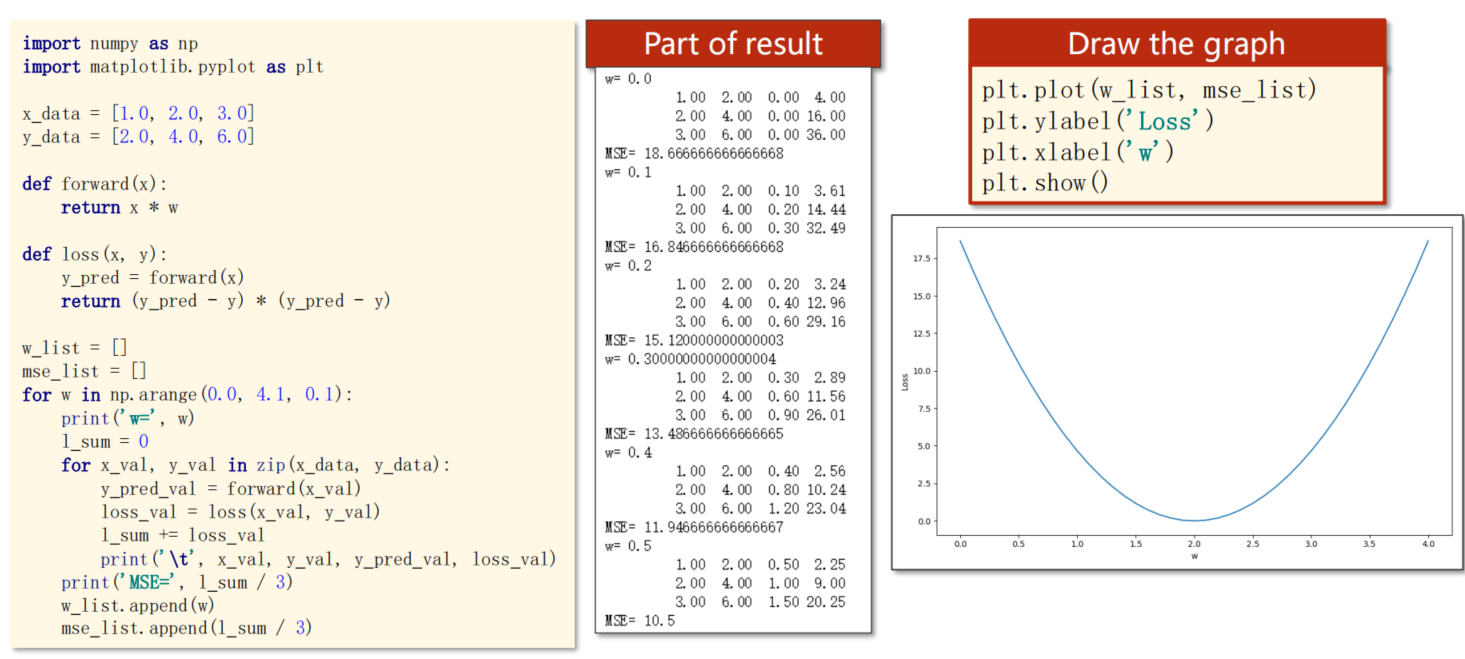 import numpy as np
import matplotlib.pyplot as plt
x_data = [1.0, 2.0, 3.0]
y_data = [2.0, 4.0, 6.0]
def forward(x):
    return x * w
def loss(x, y):
    y_pred = forward(x)
    return (y_pred - y) * (y_pred - y)
w_list = []
mse_list = []
for w in np.arange(0.0, 4.1, 0.1):
    print('w=', w)
    l_sum = 0
    for x_val, y_val in zip(x_data, y_data):
        y_pred_val = forward(x_val)
        loss_val = loss(x_val, y_val)
        l_sum += loss_val
        print('\t', x_val, y_val, y_pred_val, loss_val)
    print('MSE=', l_sum / 3)
    w_list.append(w)
    mse_list.append(l_sum / 3)
Part of result
w= 0.0
1.00 2.00 0.00 4.00
2.00 4.00 0.00 16.00
3.00 6.00 0.00 36.00
MSE= 18.666666666666668
w= 0.1
1.00 2.00 0.10 3.61
2.00 4.00 0.20 14.44
3.00 6.00 0.30 32.49
MSE= 16.846666666666668
w= 0.2
1.00 2.00 0.20 3.24
2.00 4.00 0.40 12.96
3.00 6.00 0.60 29.16
MSE= 15.120000000000003
w= 0.30000000000000004
1.00 2.00 0.30 2.89
2.00 4.00 0.60 11.56
3.00 6.00 0.90 26.01
MSE= 13.486666666666665
w= 0.4
1.00 2.00 0.40 2.56
2.00 4.00 0.80 10.24
3.00 6.00 1.20 23.04
MSE= 11.946666666666667
w= 0.5
1.00 2.00 0.50 2.25
2.00 4.00 1.00 9.00
3.00 6.00 1.50 20.25
MSE= 10.5
Draw the graph
plt.plot(w_list, mse_list)
plt.ylabel('Loss')
plt.xlabel('w')
plt.show()
17.5
15.0
12.5
10.0
7.5
5.0
2.5
0.0
Loss
0.0 0.5 1.0 1.5 2.0 2.5 3.0 3.5 4.0
w